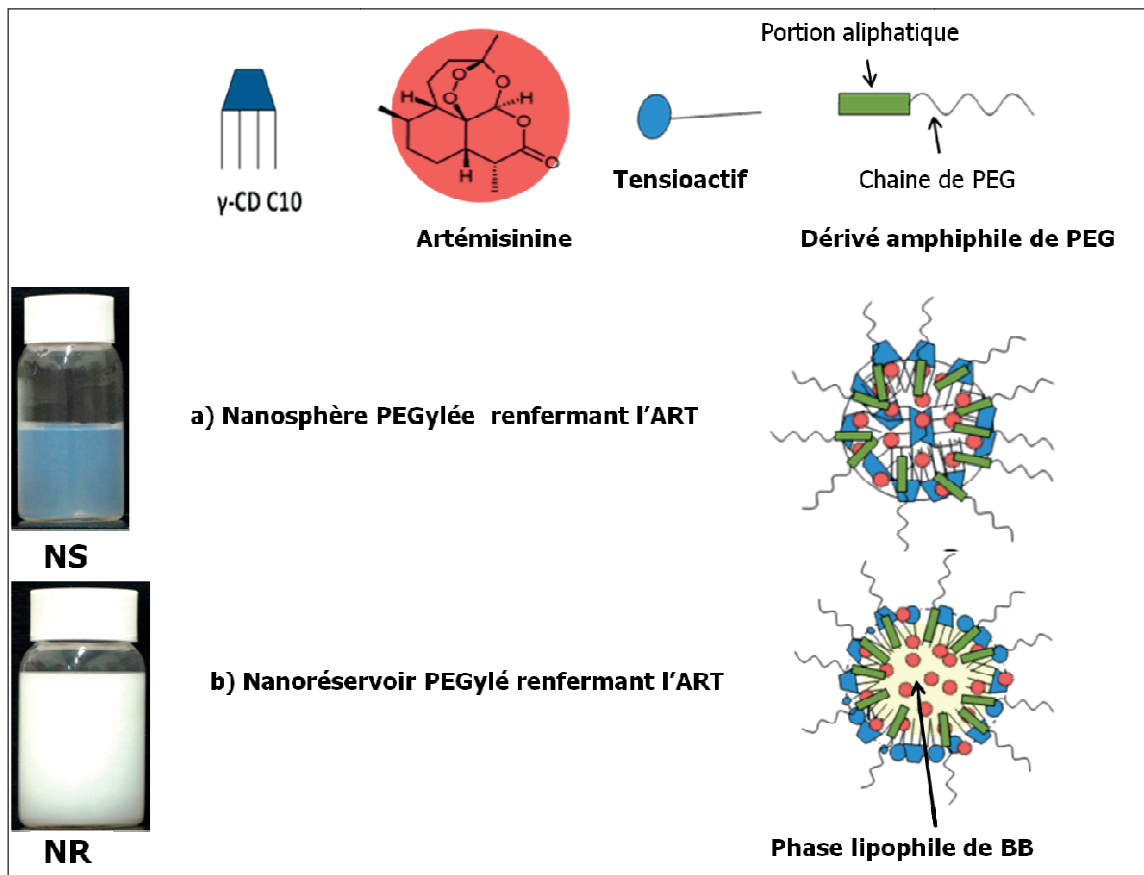 Portion aliphatique
γ-CD C10
Tensioactif
Chaine de PEG
Artémisinine
Dérivé amphiphile de PEG
O
O
O
H
H
O
H
O
a) Nanosphère PEGylée renfermant l'ART
NS
b) Nanoréservoir PEGylé renfermant l'ART
NR
Phase lipophile de BB